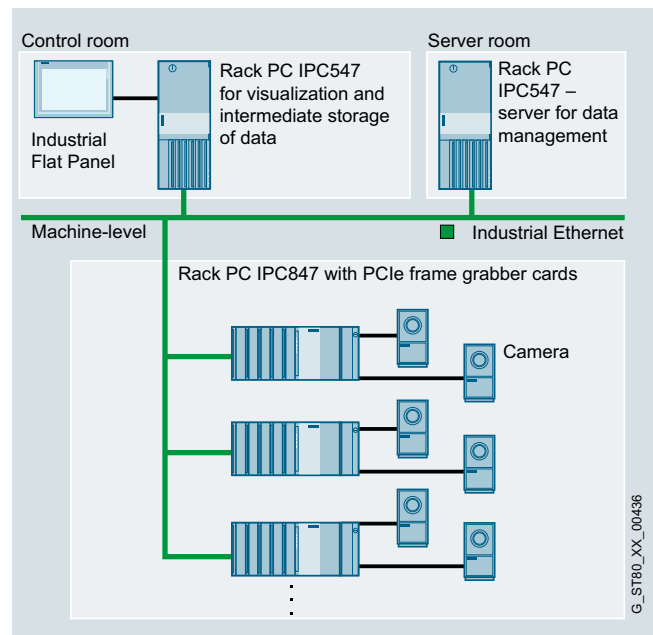 Control room
Server room
Rack PC IPC547
for visualization and
intermediate storage
of data
Rack PC
IPC547 –
server for data
management
Industrial
Flat Panel
Machine-level
Industrial Ethernet
Rack PC IPC847 with PCIe frame grabber cards
Camera
G_ST80_XX_00436